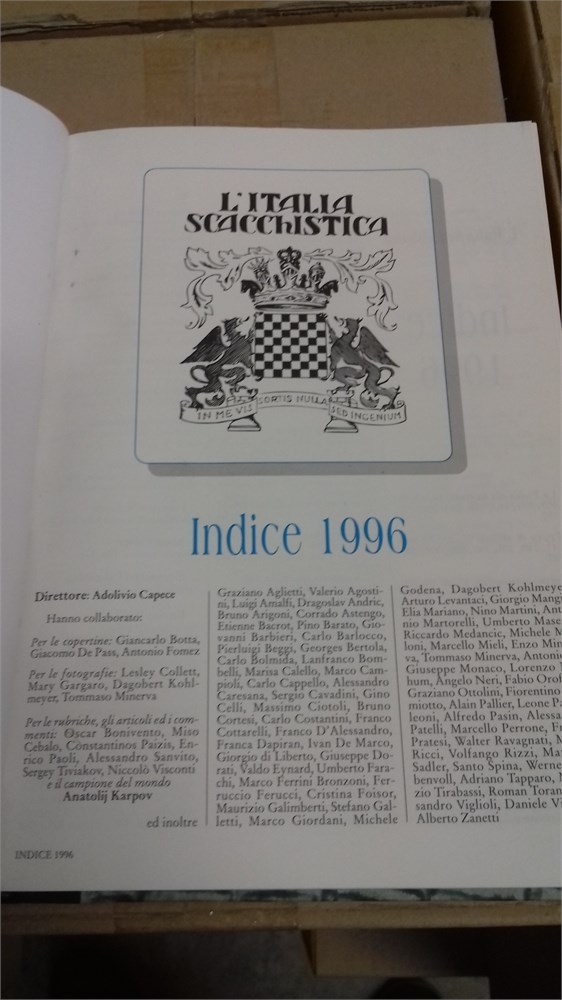 L'ITALIA
SCACCHISTICA
IN ME VIS SORTIS NULLA SED INGENIUM
Indice 1996
Direttore: Adolivio Capece
Hanno collaborato:
Per le copertine: Giancarlo Botta,
Giacomo De Pass, Antonio Fomez
Per le fotografie: Lesley Collett,
Mary Gargaro, Dagobert Kohl-
meyer, Tommaso Minerva
Per le rubriche, gli articoli ed i com-
menti: Oscar Bonivento, Miso
Cebalo, Constantinos Paizis, En-
rico Paoli, Alessandro Sanvito,
Sergey Tiviakov, Niccolò Visconti
e il campione del mondo
Anatolij Karpov
ed inoltre
Graziano Aglietti, Valerio Agosti-
ni, Luigi Amalfi, Dragoslav Andric,
Bruno Arigoni, Corrado Astengo,
Etienne Bacrot, Pino Barato, Gio-
vanni Barbieri, Carlo Barlocco,
Pierluigi Beggi, Georges Bertola,
Carlo Bolmida, Lanfranco Bom-
belli, Marisa Calello, Marco Cam-
pioli, Carlo Cappello, Alessandro
Caresana, Sergio Cavadini, Gino
Celli, Massimo Ciotoli, Bruno
Cortesi, Carlo Costantini, Franco
Cottarelli, Franco D'Alessandro,
Franca Dapiran, Ivan De Marco,
Giorgio di Liberto, Giuseppe Do-
rati, Valdo Eynard, Umberto Fara-
chi, Marco Ferrini Bronzoni, Fer-
ruccio Ferucci, Cristina Foisor,
Maurizio Galimberti, Stefano Gal-
letti, Marco Giordani, Michele
Godena, Dagobert Kohlmeye
Arturo Levantaci, Giorgio Mangi
Elia Mariano, Nino Martini, Ant
nio Martorelli, Umberto Masc
Riccardo Medancic, Michele M
loni, Marcello Mieli, Enzo Min
va, Tommaso Minerva, Anton
Giuseppe Monaco, Lorenzo
hum, Angelo Neri, Fabio Orof
Graziano Ottolini, Fiorentino
miotto, Alain Pallier, Leone Pa
leoni, Alfredo Pasin, Alessa
Patelli, Marcello Perrone, Fr
Pratesi, Walter Ravagnati, M
Ricci, Vidango Rizzi, Ma
Sadler, Santo Spina, Werne
benvoll, Adriano Tapparo, M
zio Tirabassi, Roman Toran
sandro Viglioli, Daniele Vi
Alberto Zanetti
INDICE 1996